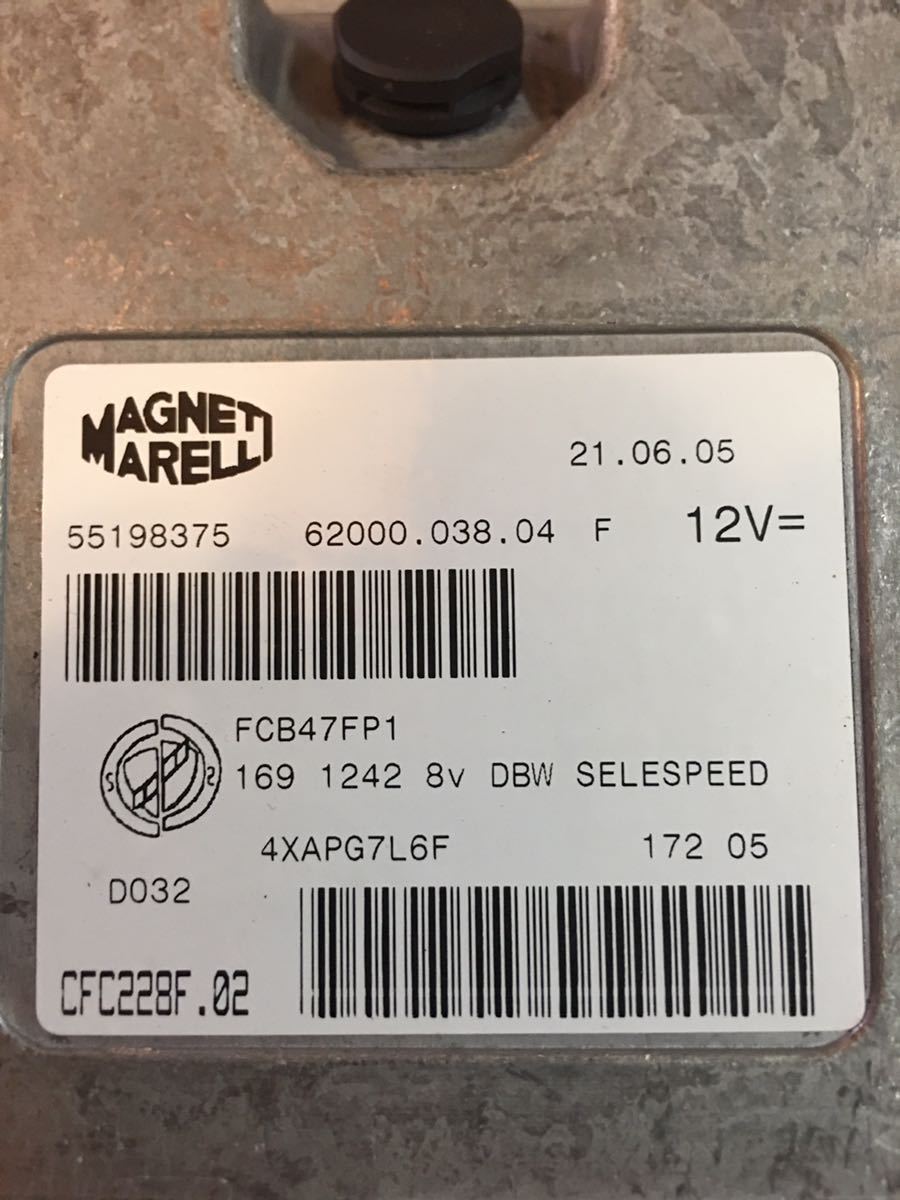 MAGNETI
MARELLI
21.06.05
55198375 62000.038.04 F 12V=
FCB47FP1
169 1242 8v DBW SELESPEED
4XAPG7L6F 172 05
D032
CFC228F.02